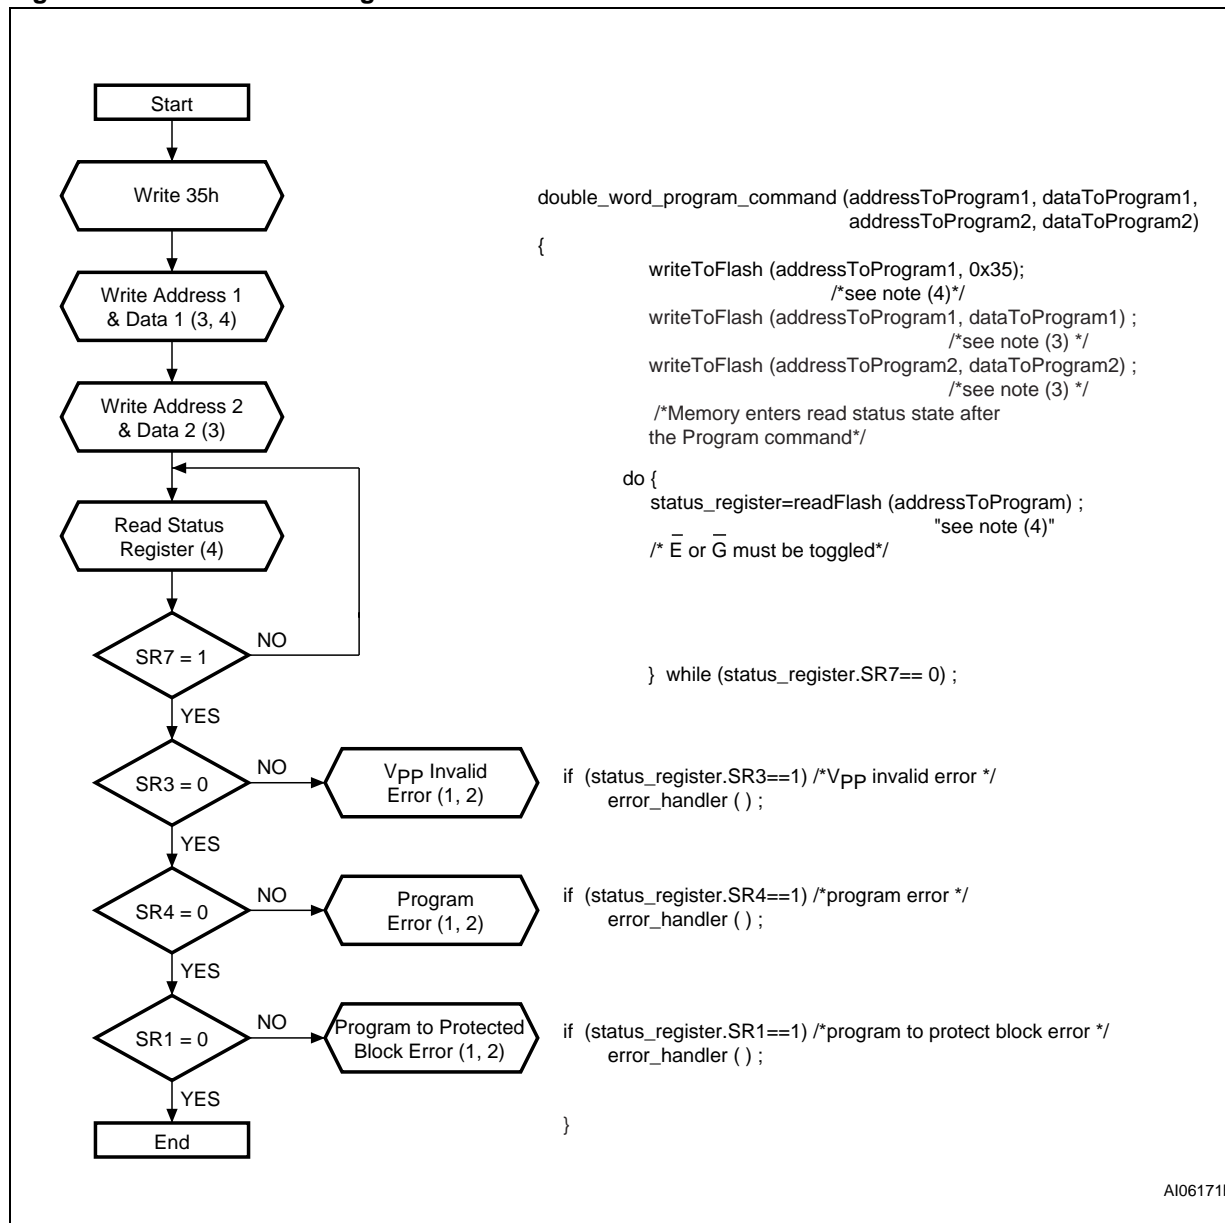 Start
Write 35h
Write Address 1
& Data 1 (3, 4)
Write Address 2
& Data 2 (3)
Read Status
Register (4)
NO
SR7 = 1
YES
NO
SR3 = 0
VPP Invalid
Error (1, 2)
YES
NO
SR4 = 0
Program
Error (1, 2)
YES
NO
SR1 = 0
Program to Protected
Block Error (1, 2)
YES
End
double_word_program_command (addressToProgram1, dataToProgram1,
addressToProgram2, dataToProgram2)
{
writeToFlash (addressToProgram1, 0x35);
/*see note (4)*/
writeToFlash (addressToProgram1, dataToProgram1) ;
/*see note (3) */
writeToFlash (addressToProgram2, dataToProgram2) ;
/*see note (3) */
/*Memory enters read status state after
the Program command*/
do {
status_register=readFlash (addressToProgram) ;
"see note (4)"
/* E̅ or G̅ must be toggled*/
} while (status_register.SR7== 0) ;
if (status_register.SR3==1) /*VPP invalid error */
error_handler ( ) ;
if (status_register.SR4==1) /*program error */
error_handler ( ) ;
if (status_register.SR1==1) /*program to protect block error */
error_handler ( ) ;
}